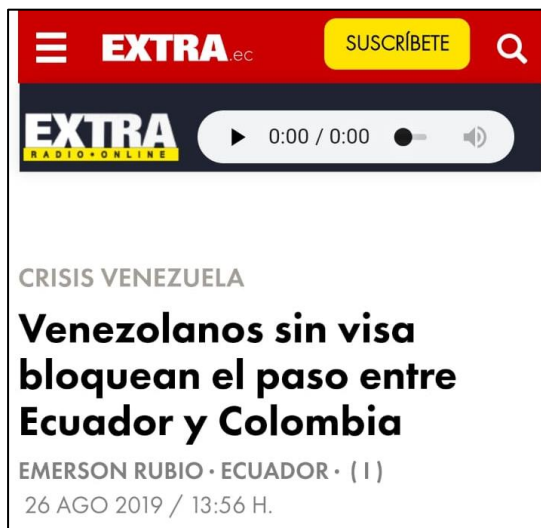 EXTRA.ec
SUSCRÍBETE
EXTRA
RADIO • ONLINE
0:00 / 0:00
CRISIS VENEZUELA
Venezolanos sin visa
bloquean el paso entre
Ecuador y Colombia
EMERSON RUBIO · ECUADOR · ( I )
26 AGO 2019 / 13:56 H.